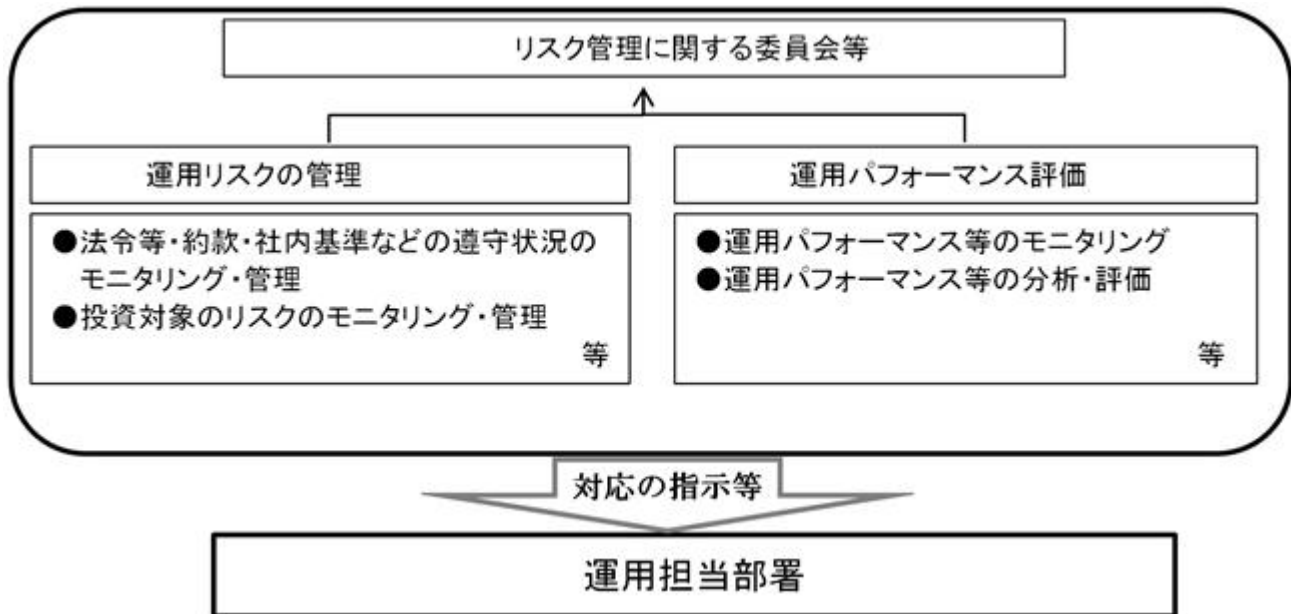 リスク管理に関する委員会等
運用リスクの管理
運用パフォーマンス評価
●法令等・約款・社内基準などの遵守状況の
モニタリング・管理
●投資対象のリスクのモニタリング・管理
等
●運用パフォーマンス等のモニタリング
●運用パフォーマンス等の分析・評価
等
対応の指示等
運用担当部署